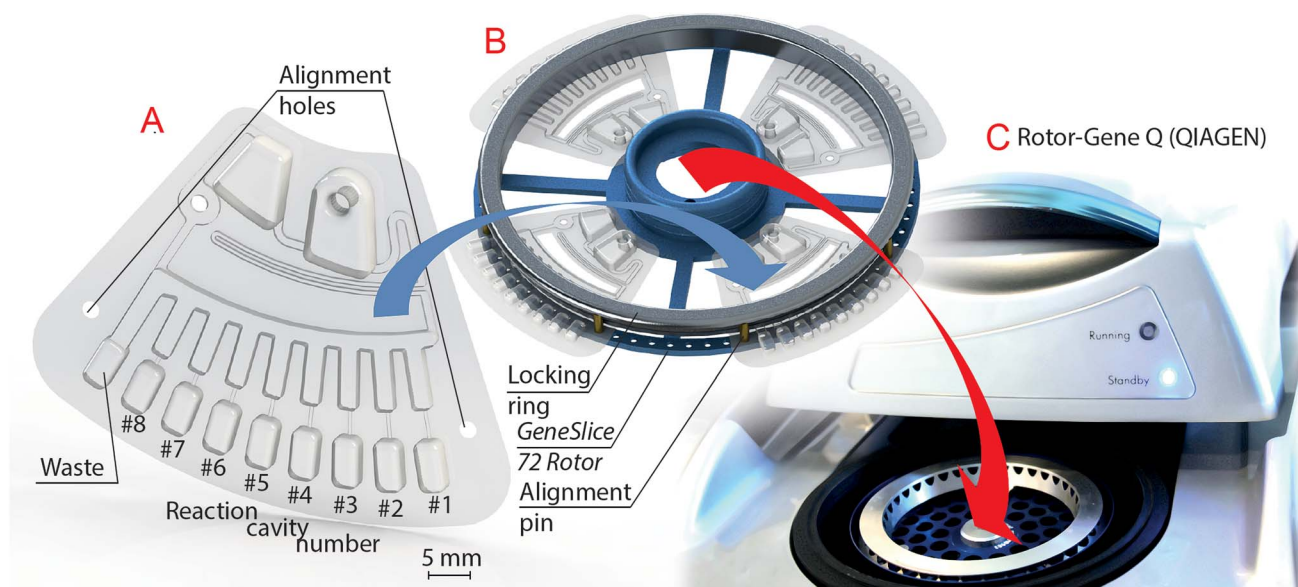 A
Alignment
holes
B
C Rotor-Gene Q (QIAGEN)
Running
Standby
Locking
ring
GeneSlice
72 Rotor
Alignment
pin
Waste
#8
#7
#6
#5
#4
#3
#2
#1
Reaction
cavity
number
5 mm